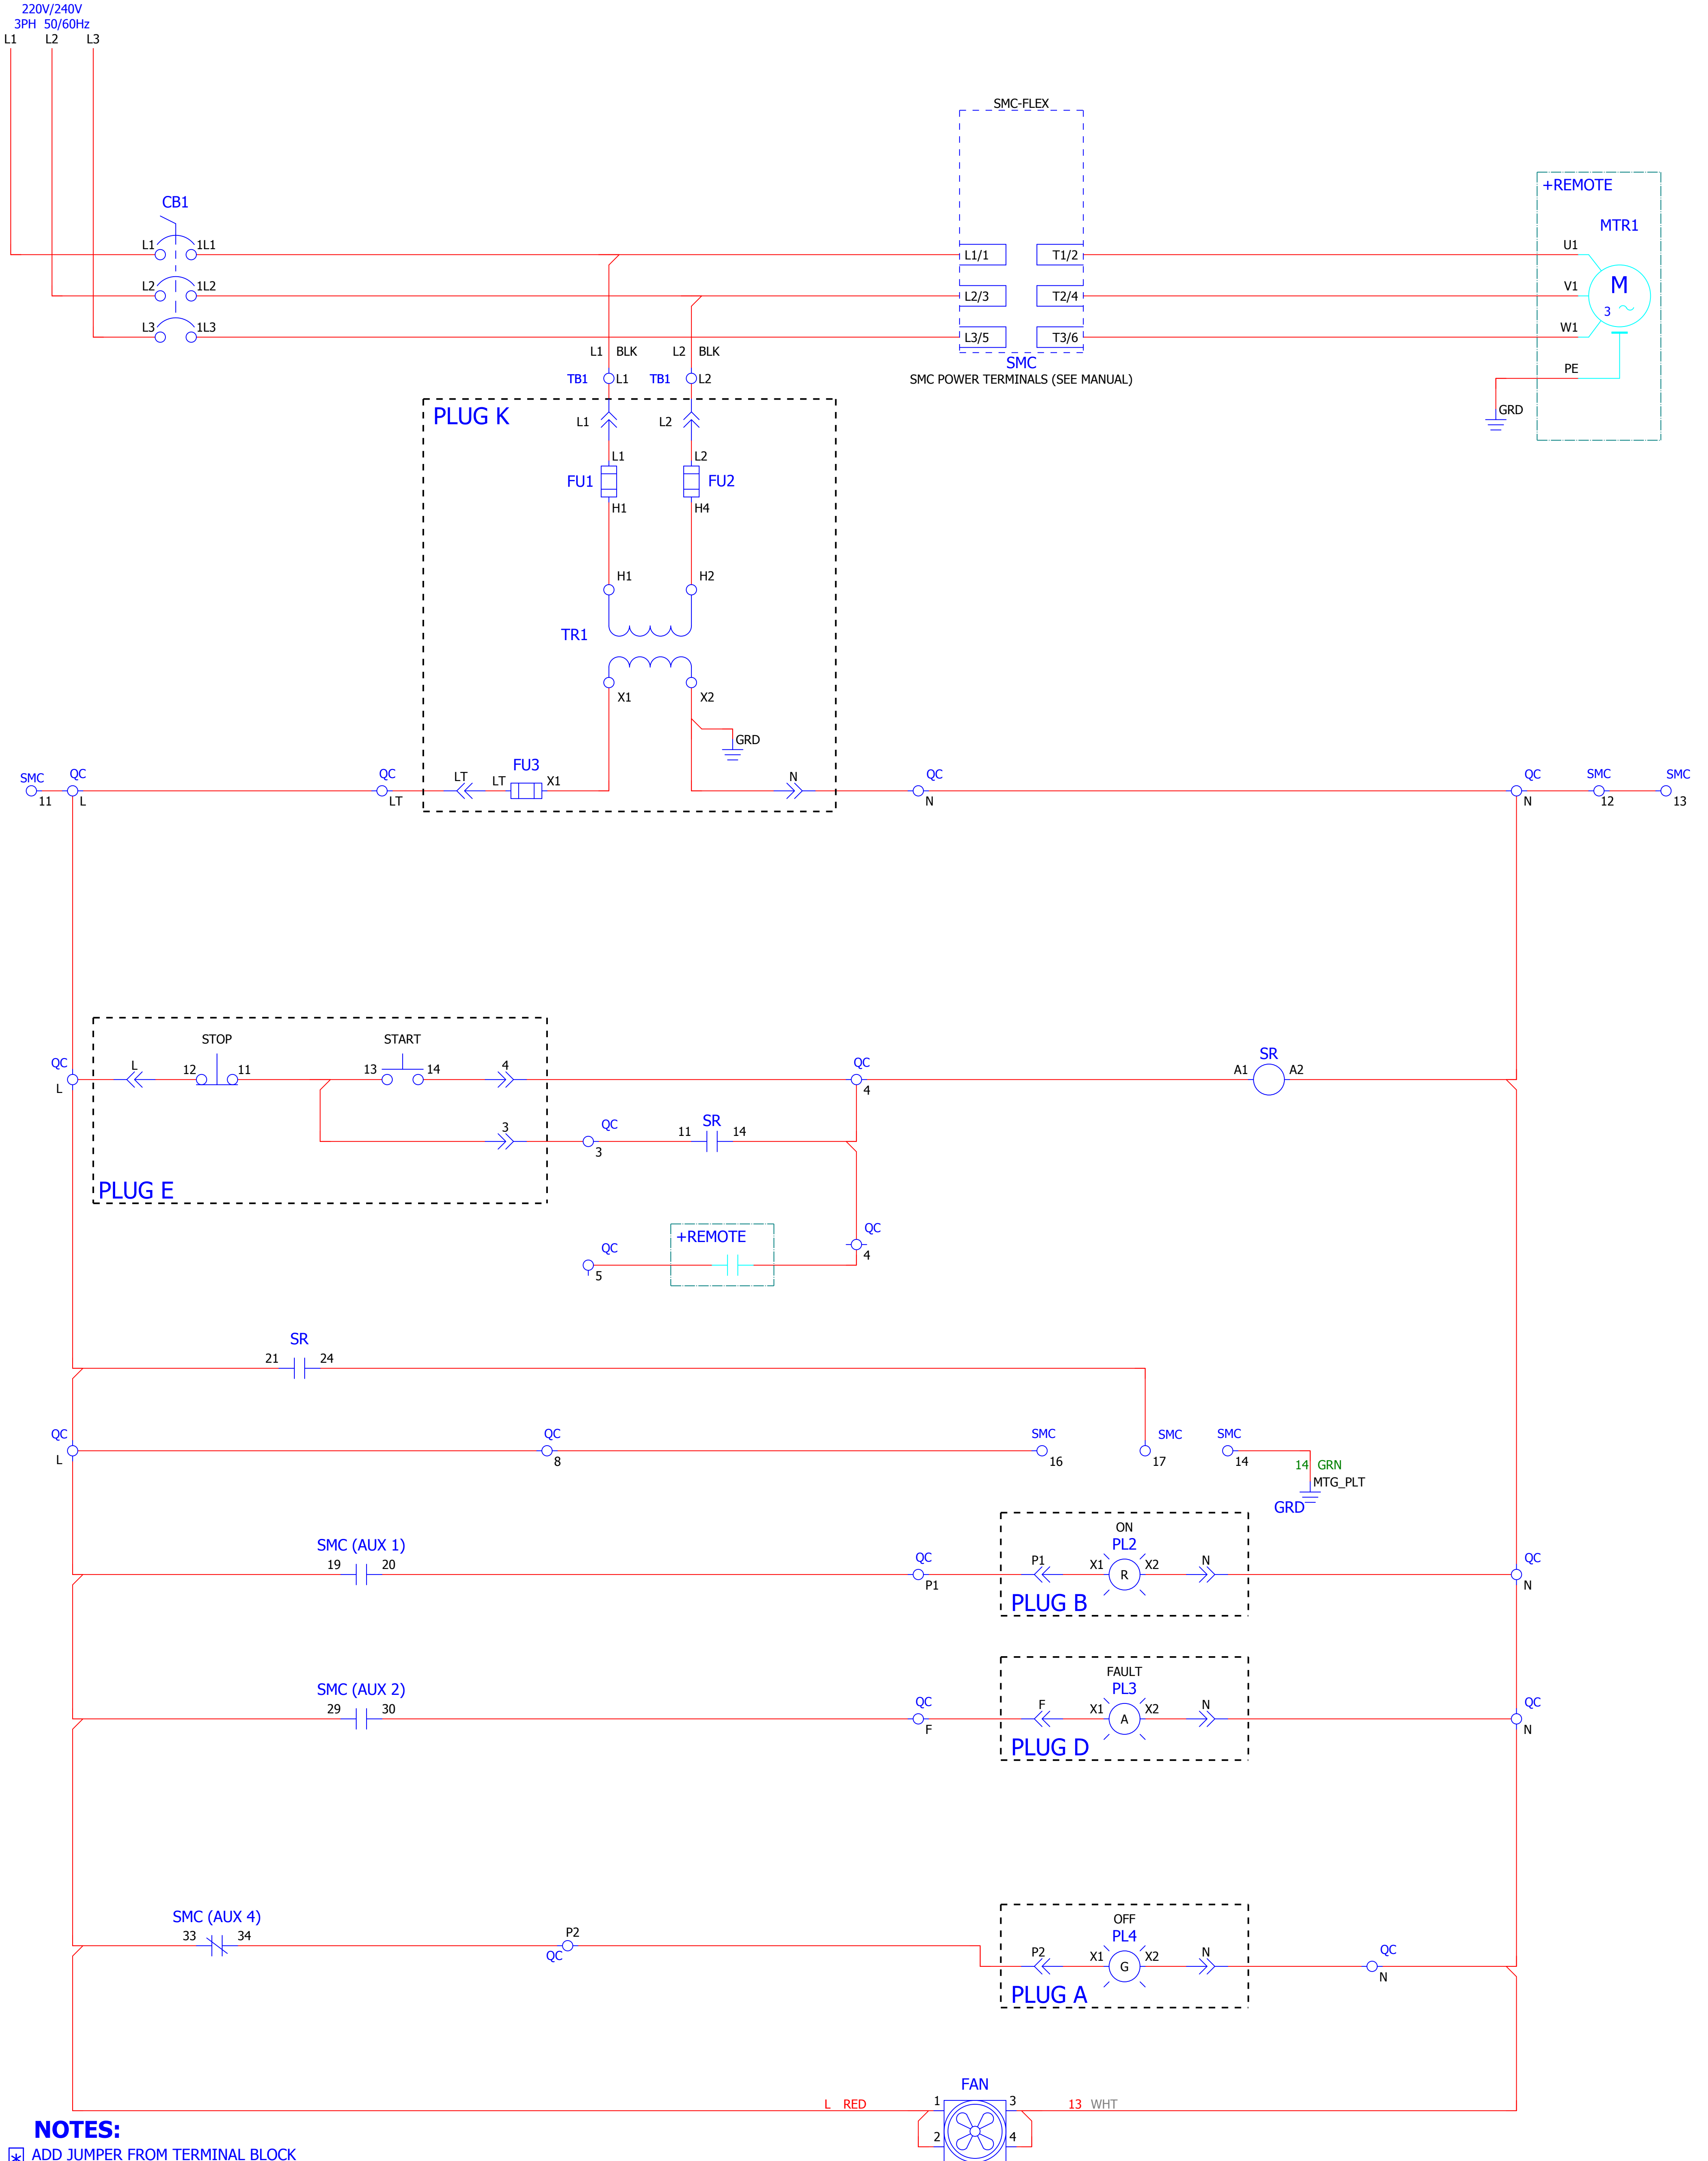 220V/240V
3PH 50/60Hz
L1 L2 L3
SMC-FLEX
+REMOTE
CB1
MTR1
L1 1L1 L1/1 T1/2 U1
L2 1L2 L2/3 T2/4 V1
M
3
L3 1L3 L3/5 T3/6 W1
L1 BLK L2 BLK
SMC
SMC POWER TERMINALS (SEE MANUAL)
PE
TB1 L1 TB1 L2
GRD
PLUG K
L1 L2
L1 L2
FU1 FU2
H1 H4
H1 H2
TR1
X1 X2
GRD
SMC QC QC LT LT FU3 X1 N QC QC SMC SMC
11 L LT N N 12 13
STOP START
QC L 12 11 13 14 4 QC A1 SR A2
L 4
3 QC 11 SR 14
3
PLUG E
+REMOTE
QC QC
5 4
SR
21 24
QC QC SMC SMC SMC
L 8 16 17 14
14 GRN
MTG_PLT
GRD
SMC (AUX 1)
19 20
ON
PL2
QC P1 X1 R X2 N QC
P1 N
PLUG B
SMC (AUX 2)
29 30
FAULT
PL3
QC F X1 A X2 N QC
F N
PLUG D
SMC (AUX 4)
33 34
P2
QC
OFF
PL4
P2 X1 G X2 N QC
N
PLUG A
FAN
L RED 1 3 13 WHT
2 4
NOTES:
* ADD JUMPER FROM TERMINAL BLOCK